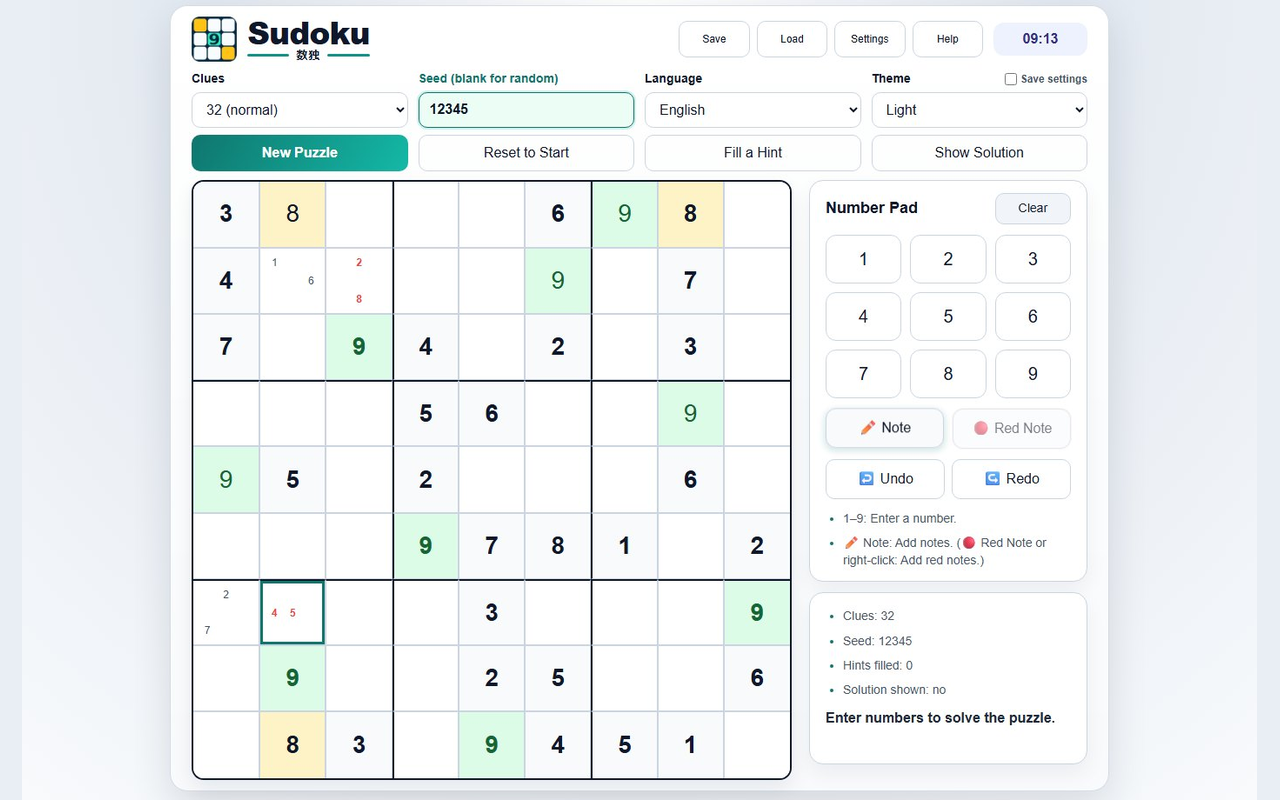 9
Sudoku
数独
Save
Load
Settings
Help
09:13
Clues
Seed (blank for random)
Language
Theme
Save settings
32 (normal)
12345
English
Light
New Puzzle
Reset to Start
Fill a Hint
Show Solution
3 8 6 9 8
4 1 6 2 8 9 7
7 9 4 2 3
5 6 9
9 5 2 6
9 7 8 1 2
2 7 4 5 3 9
9 2 5 6
8 3 9 4 5 1
Number Pad
Clear
1 2 3
4 5 6
7 8 9
Note
Red Note
Undo
Redo
• 1–9: Enter a number.
• Note: Add notes. ( Red Note or
right-click: Add red notes.)
• Clues: 32
• Seed: 12345
• Hints filled: 0
• Solution shown: no
Enter numbers to solve the puzzle.